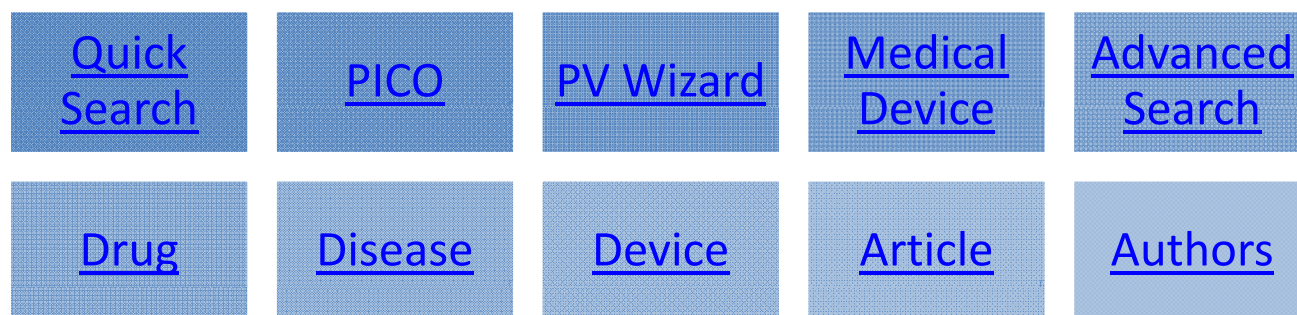 Quick
Search
PICO
PV Wizard
Medical
Device
Advanced
Search
Drug
Disease
Device
Article
Authors